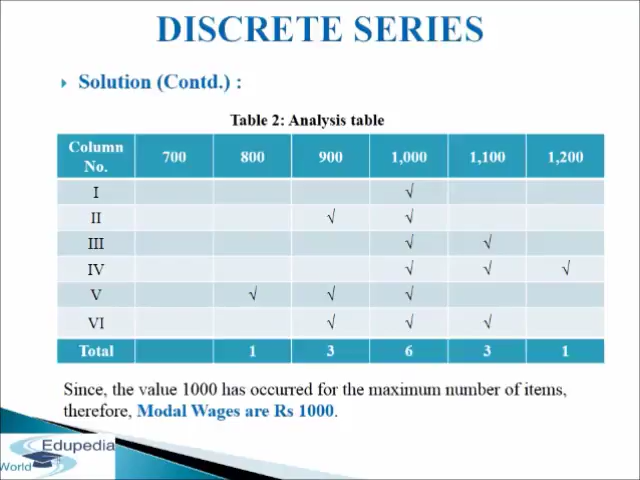 DISCRETE SERIES
Solution (Contd.) :
Table 2: Analysis table
Column No. 700 800 900 1,000 1,100 1,200
I √
II √ √
III √ √
IV √ √ √
V √ √ √
VI √ √ √
Total 1 3 6 3 1
Since, the value 1000 has occurred for the maximum number of items,
therefore, Modal Wages are Rs 1000.
Edupedia
World